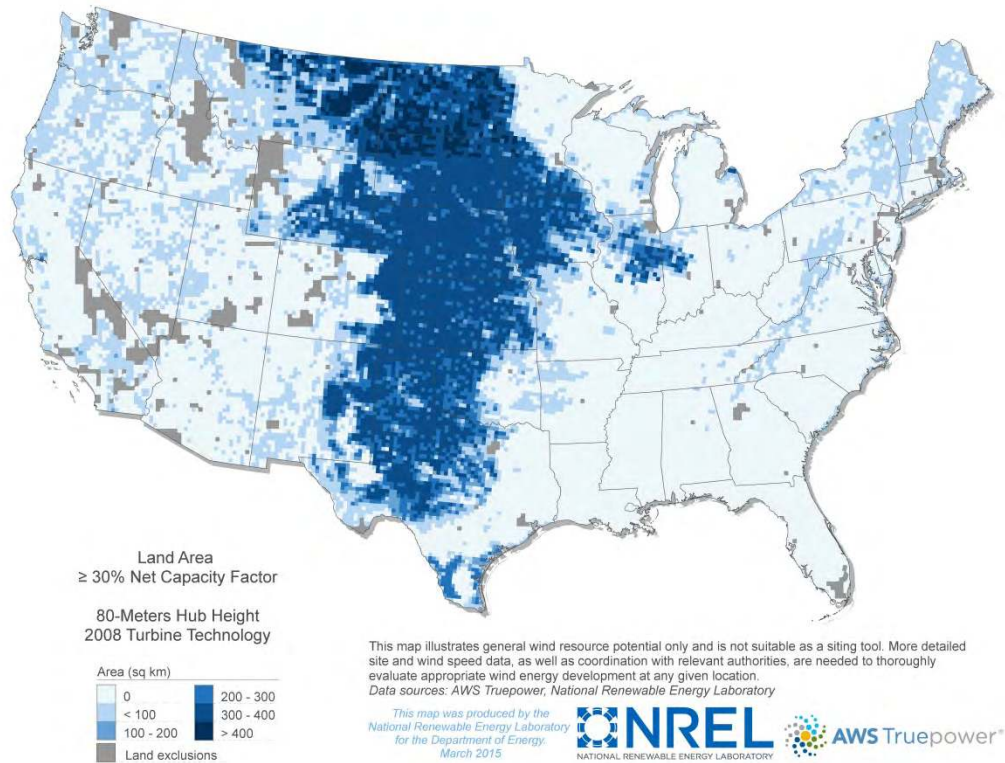 Land Area
≥ 30% Net Capacity Factor
80-Meters Hub Height
2008 Turbine Technology
Area (sq km)
0
< 100
100 - 200
200 - 300
300 - 400
> 400
Land exclusions
This map illustrates general wind resource potential only and is not suitable as a siting tool. More detailed
site and wind speed data, as well as coordination with relevant authorities, are needed to thoroughly
evaluate appropriate wind energy development at any given location.
Data sources: AWS Truepower, National Renewable Energy Laboratory
This map was produced by the
National Renewable Energy Laboratory
for the Department of Energy.
March 2015
NREL
NATIONAL RENEWABLE ENERGY LABORATORY
AWS Truepower®